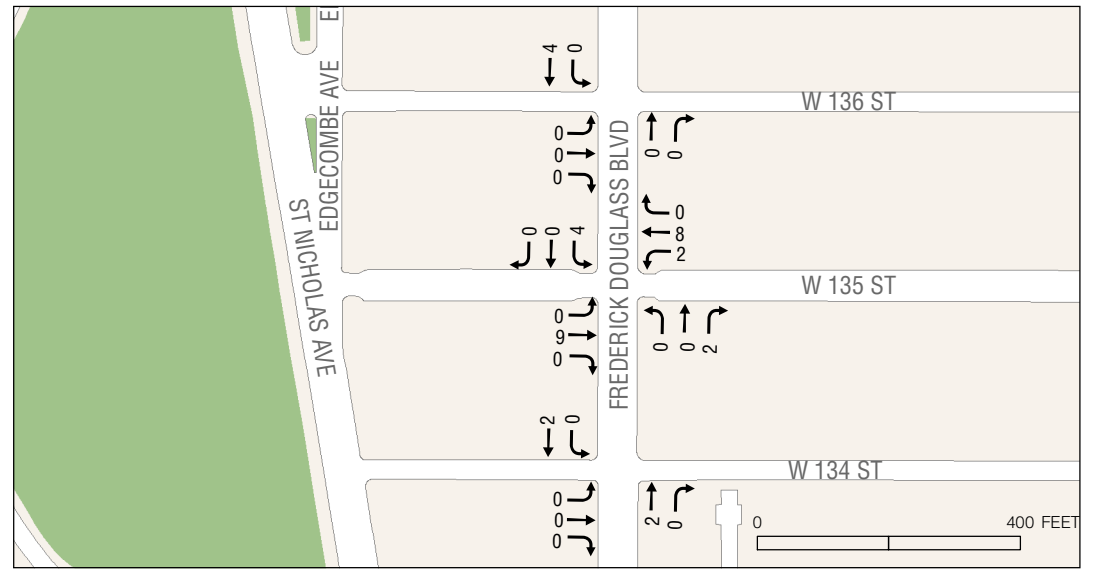 E
EDGECOMBE AVE
ST NICHOLAS AVE
FREDERICK DOUGLASS BLVD
W 136 ST
W 135 ST
W 134 ST
4 0
0
0
0
0 0
0
8
2
0 0 4
0
9
0
0 0 2
2 0
0
0
0
2 0
0 400 FEET